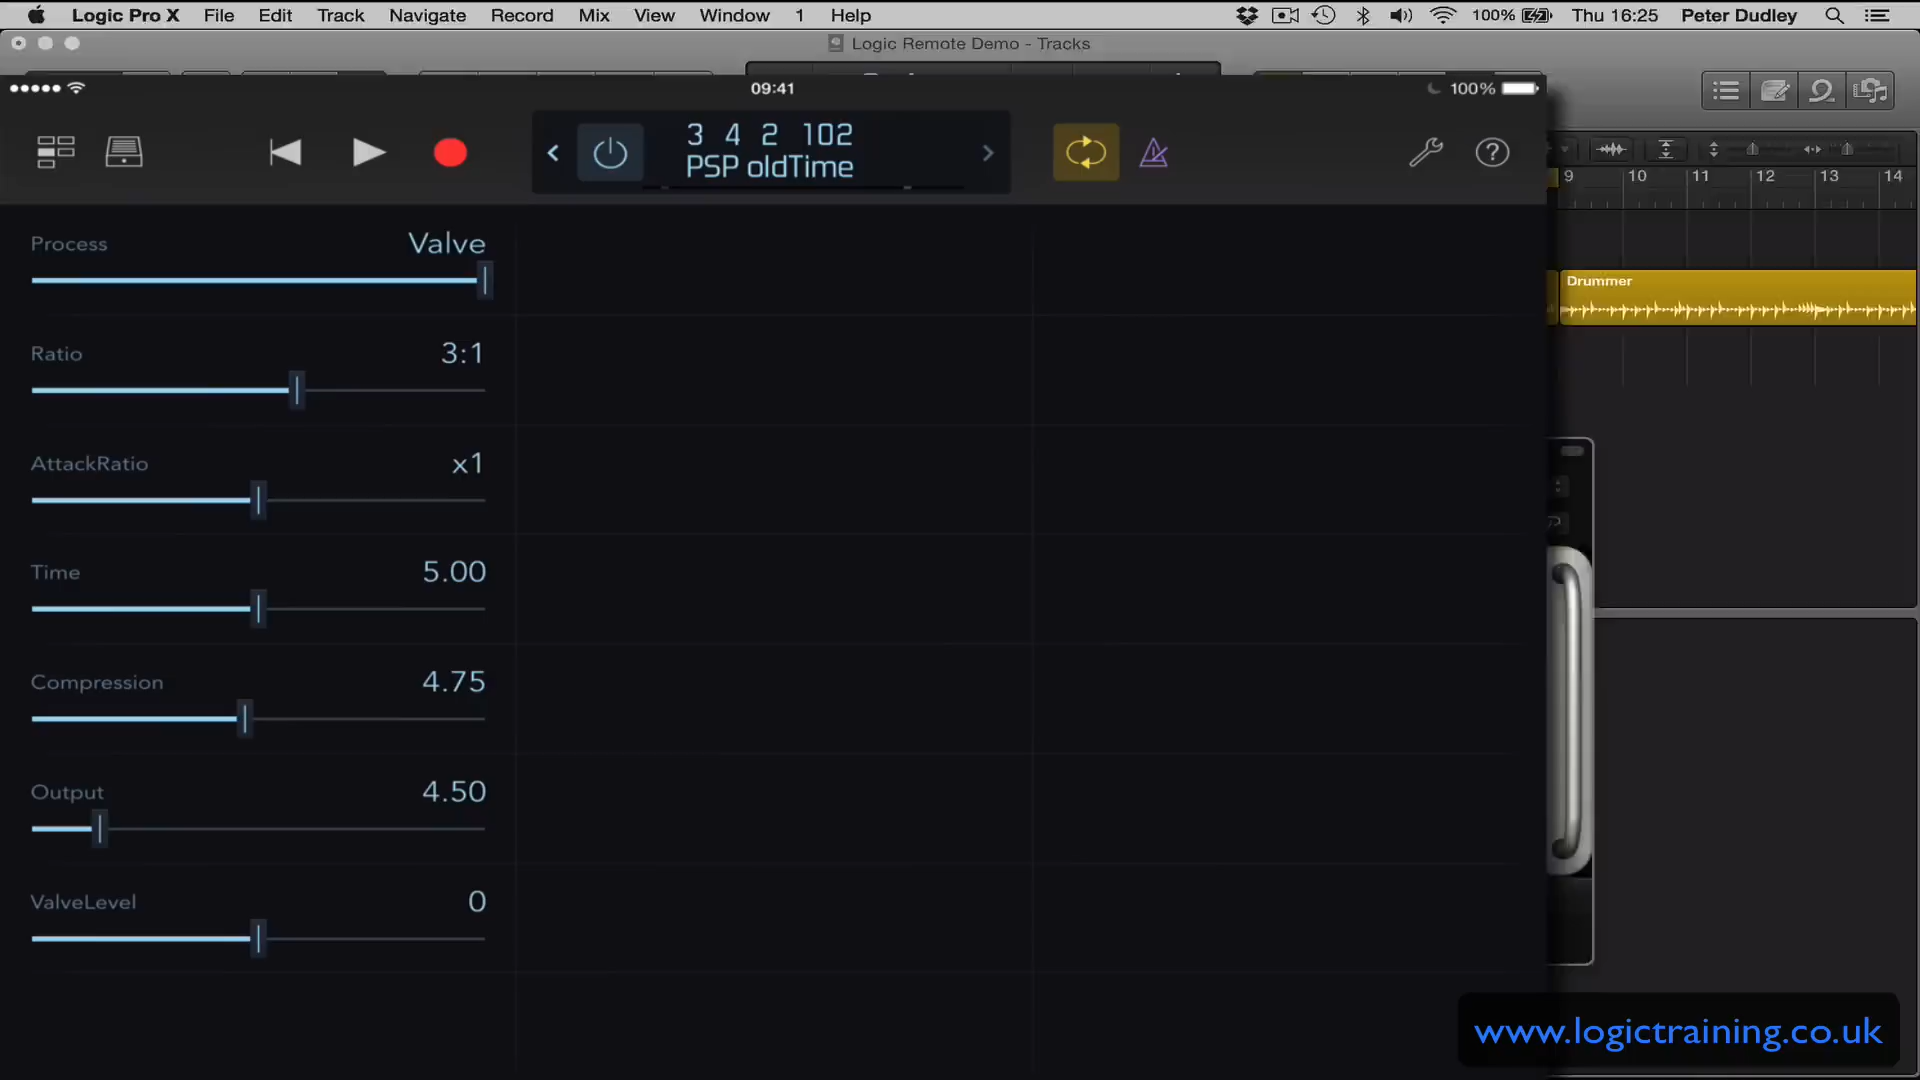 Logic Pro X File Edit Track Navigate Record Mix View Window 1 Help 100% Thu 16:25 Peter Dudley
Logic Remote Demo - Tracks
09:41 100%
3 4 2 102
PSP oldTime
9 10 11 12 13 14
Process Valve
Drummer
Ratio 3:1
AttackRatio x1
Time 5.00
Compression 4.75
Output 4.50
ValveLevel 0
www.logictraining.co.uk